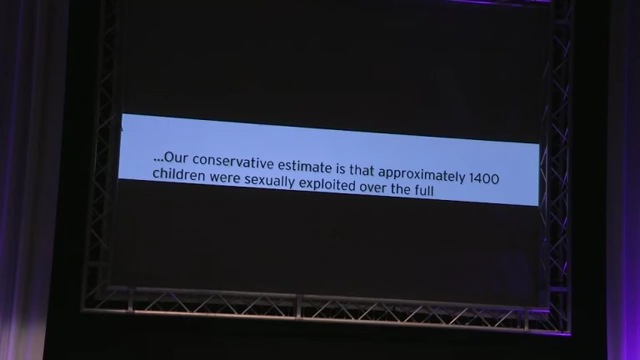 ...Our conservative estimate is that approximately 1400
children were sexually exploited over the full